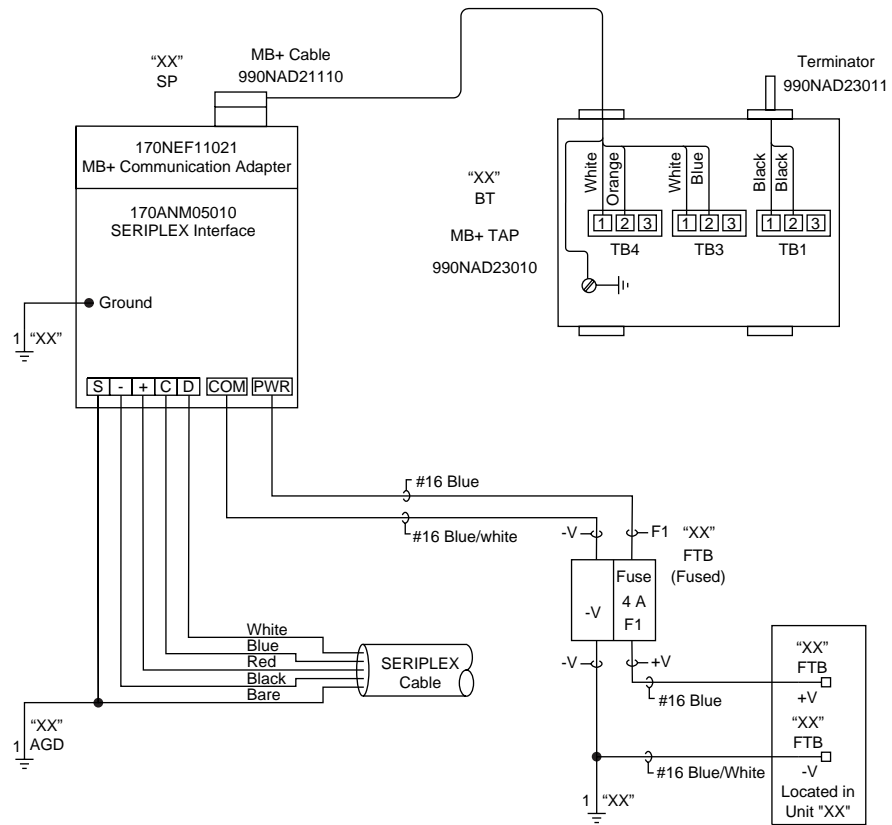 “XX”
SP
MB+ Cable
990NAD21110
Terminator
990NAD23011
170NEF11021
MB+ Communication Adapter
170ANM05010
SERIPLEX Interface
Ground
1 “XX”
S - + C D COM PWR
“XX”
BT
MB+ TAP
990NAD23010
White
Orange
White
Blue
Black
Black
1 2 3
1 2 3
1 2 3
TB4
TB3
TB1
#16 Blue
#16 Blue/white
-V
F1
“XX”
FTB
(Fused)
-V
Fuse
4 A
F1
-V
+V
#16 Blue
#16 Blue/White
1 “XX”
White
Blue
Red
Black
Bare
SERIPLEX
Cable
1 “XX”
AGD
“XX”
FTB
+V
“XX”
FTB
-V
Located in
Unit "XX"